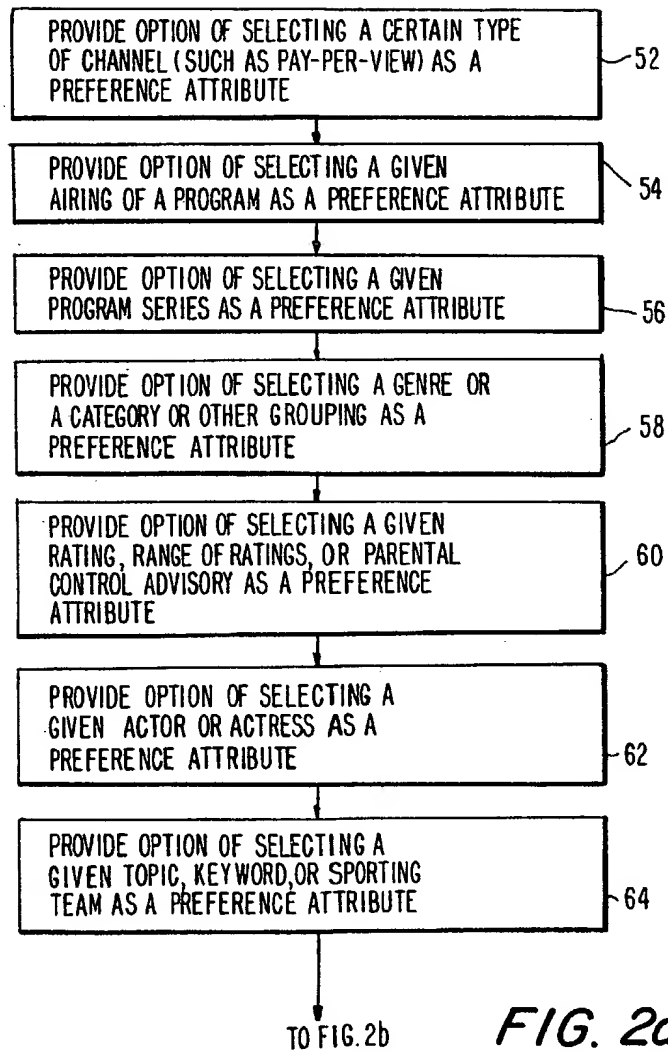 PROVIDE OPTION OF SELECTING A CERTAIN TYPE
OF CHANNEL (SUCH AS PAY-PER-VIEW) AS A
PREFERENCE ATTRIBUTE
52
PROVIDE OPTION OF SELECTING A GIVEN
AIRING OF A PROGRAM AS A PREFERENCE ATTRIBUTE
54
PROVIDE OPTION OF SELECTING A GIVEN
PROGRAM SERIES AS A PREFERENCE ATTRIBUTE
56
PROVIDE OPTION OF SELECTING A GENRE OR
A CATEGORY OR OTHER GROUPING AS A
PREFERENCE ATTRIBUTE
58
PROVIDE OPTION OF SELECTING A GIVEN
RATING, RANGE OF RATINGS, OR PARENTAL
CONTROL ADVISORY AS A PREFERENCE
ATTRIBUTE
60
PROVIDE OPTION OF SELECTING A
GIVEN ACTOR OR ACTRESS AS A
PREFERENCE ATTRIBUTE
62
PROVIDE OPTION OF SELECTING A
GIVEN TOPIC, KEYWORD, OR SPORTING
TEAM AS A PREFERENCE ATTRIBUTE
64
TO FIG. 2b
FIG. 2a